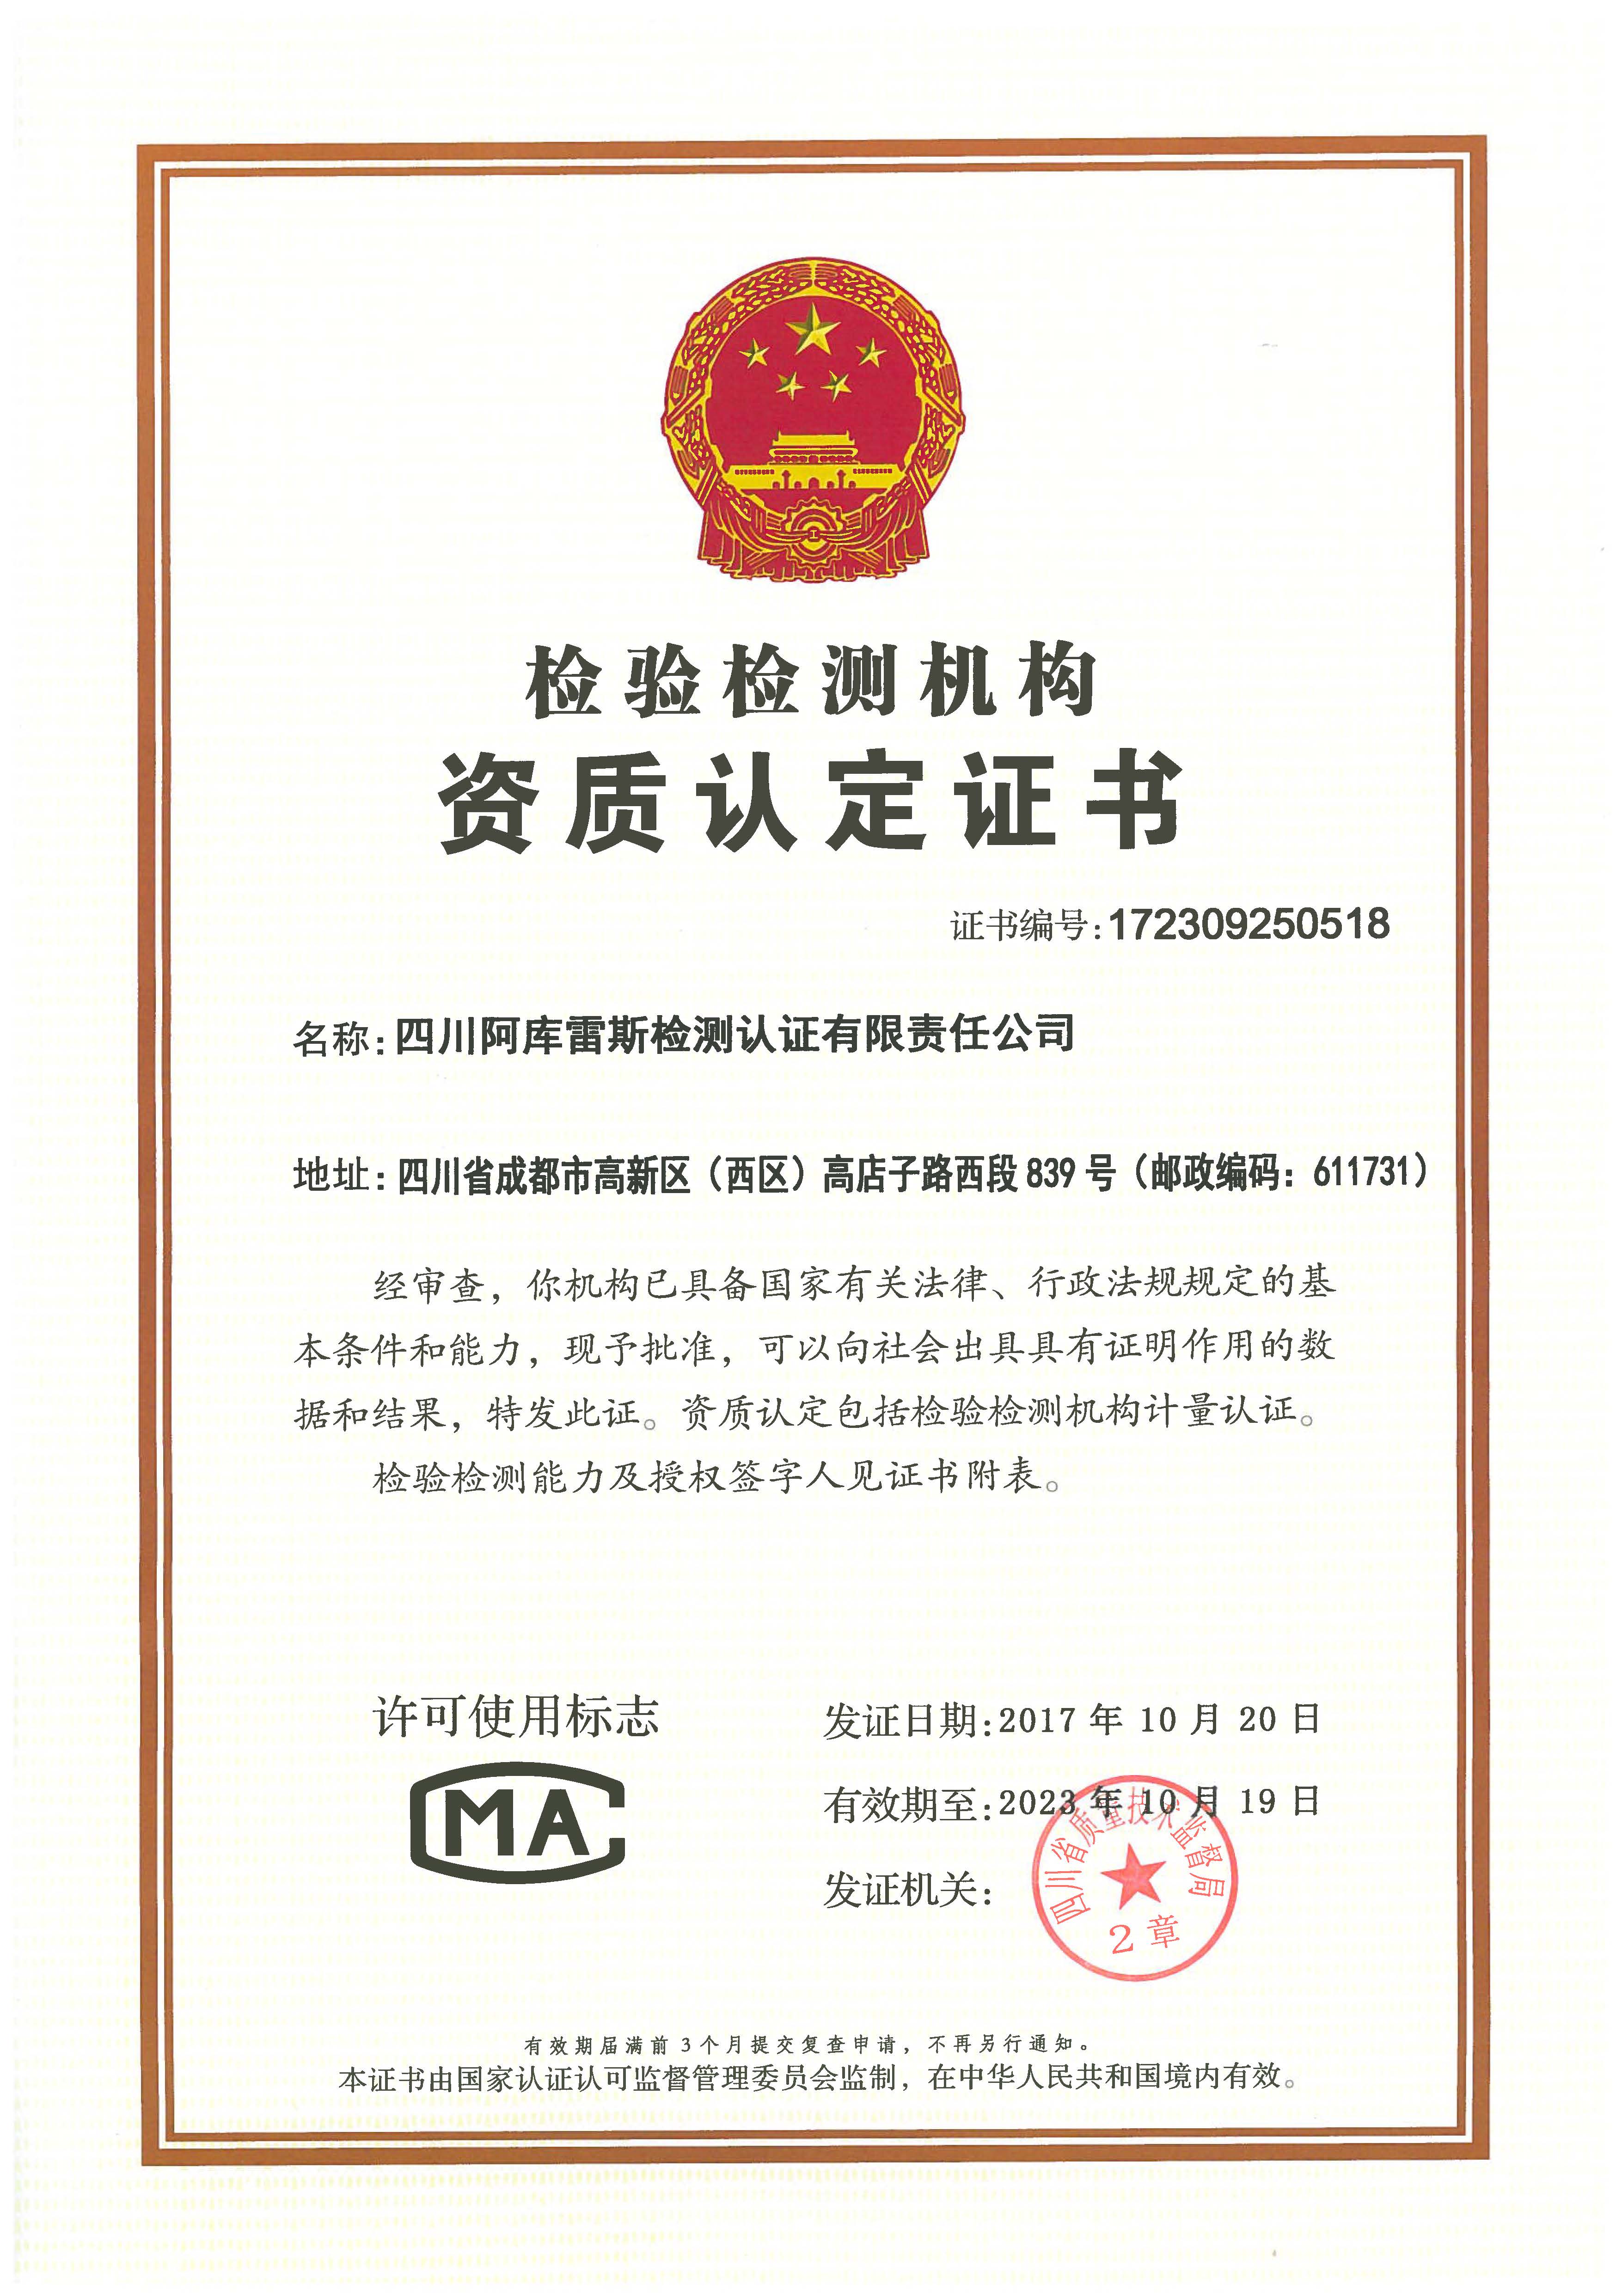 检验检测机构
资质认定证书
证书编号:172309250518
名称:四川阿库雷斯检测认证有限责任公司
地址:四川省成都市高新区（西区）高店子路西段839号（邮政编码：611731）
经审查，你机构已具备国家有关法律、行政法规规定的基
本条件和能力，现予批准，可以向社会出具具有证明作用的数
据和结果，特发此证。资质认定包括检验检测机构计量认证。
检验检测能力及授权签字人见证书附表。
许可使用标志
MA
发证日期:2017年10月20日
有效期至:2023年10月19日
发证机关:
四川省质量技术监督局
2章
有效期届满前3个月提交复查申请，不再另行通知。
本证书由国家认证认可监督管理委员会监制，在中华人民共和国境内有效。